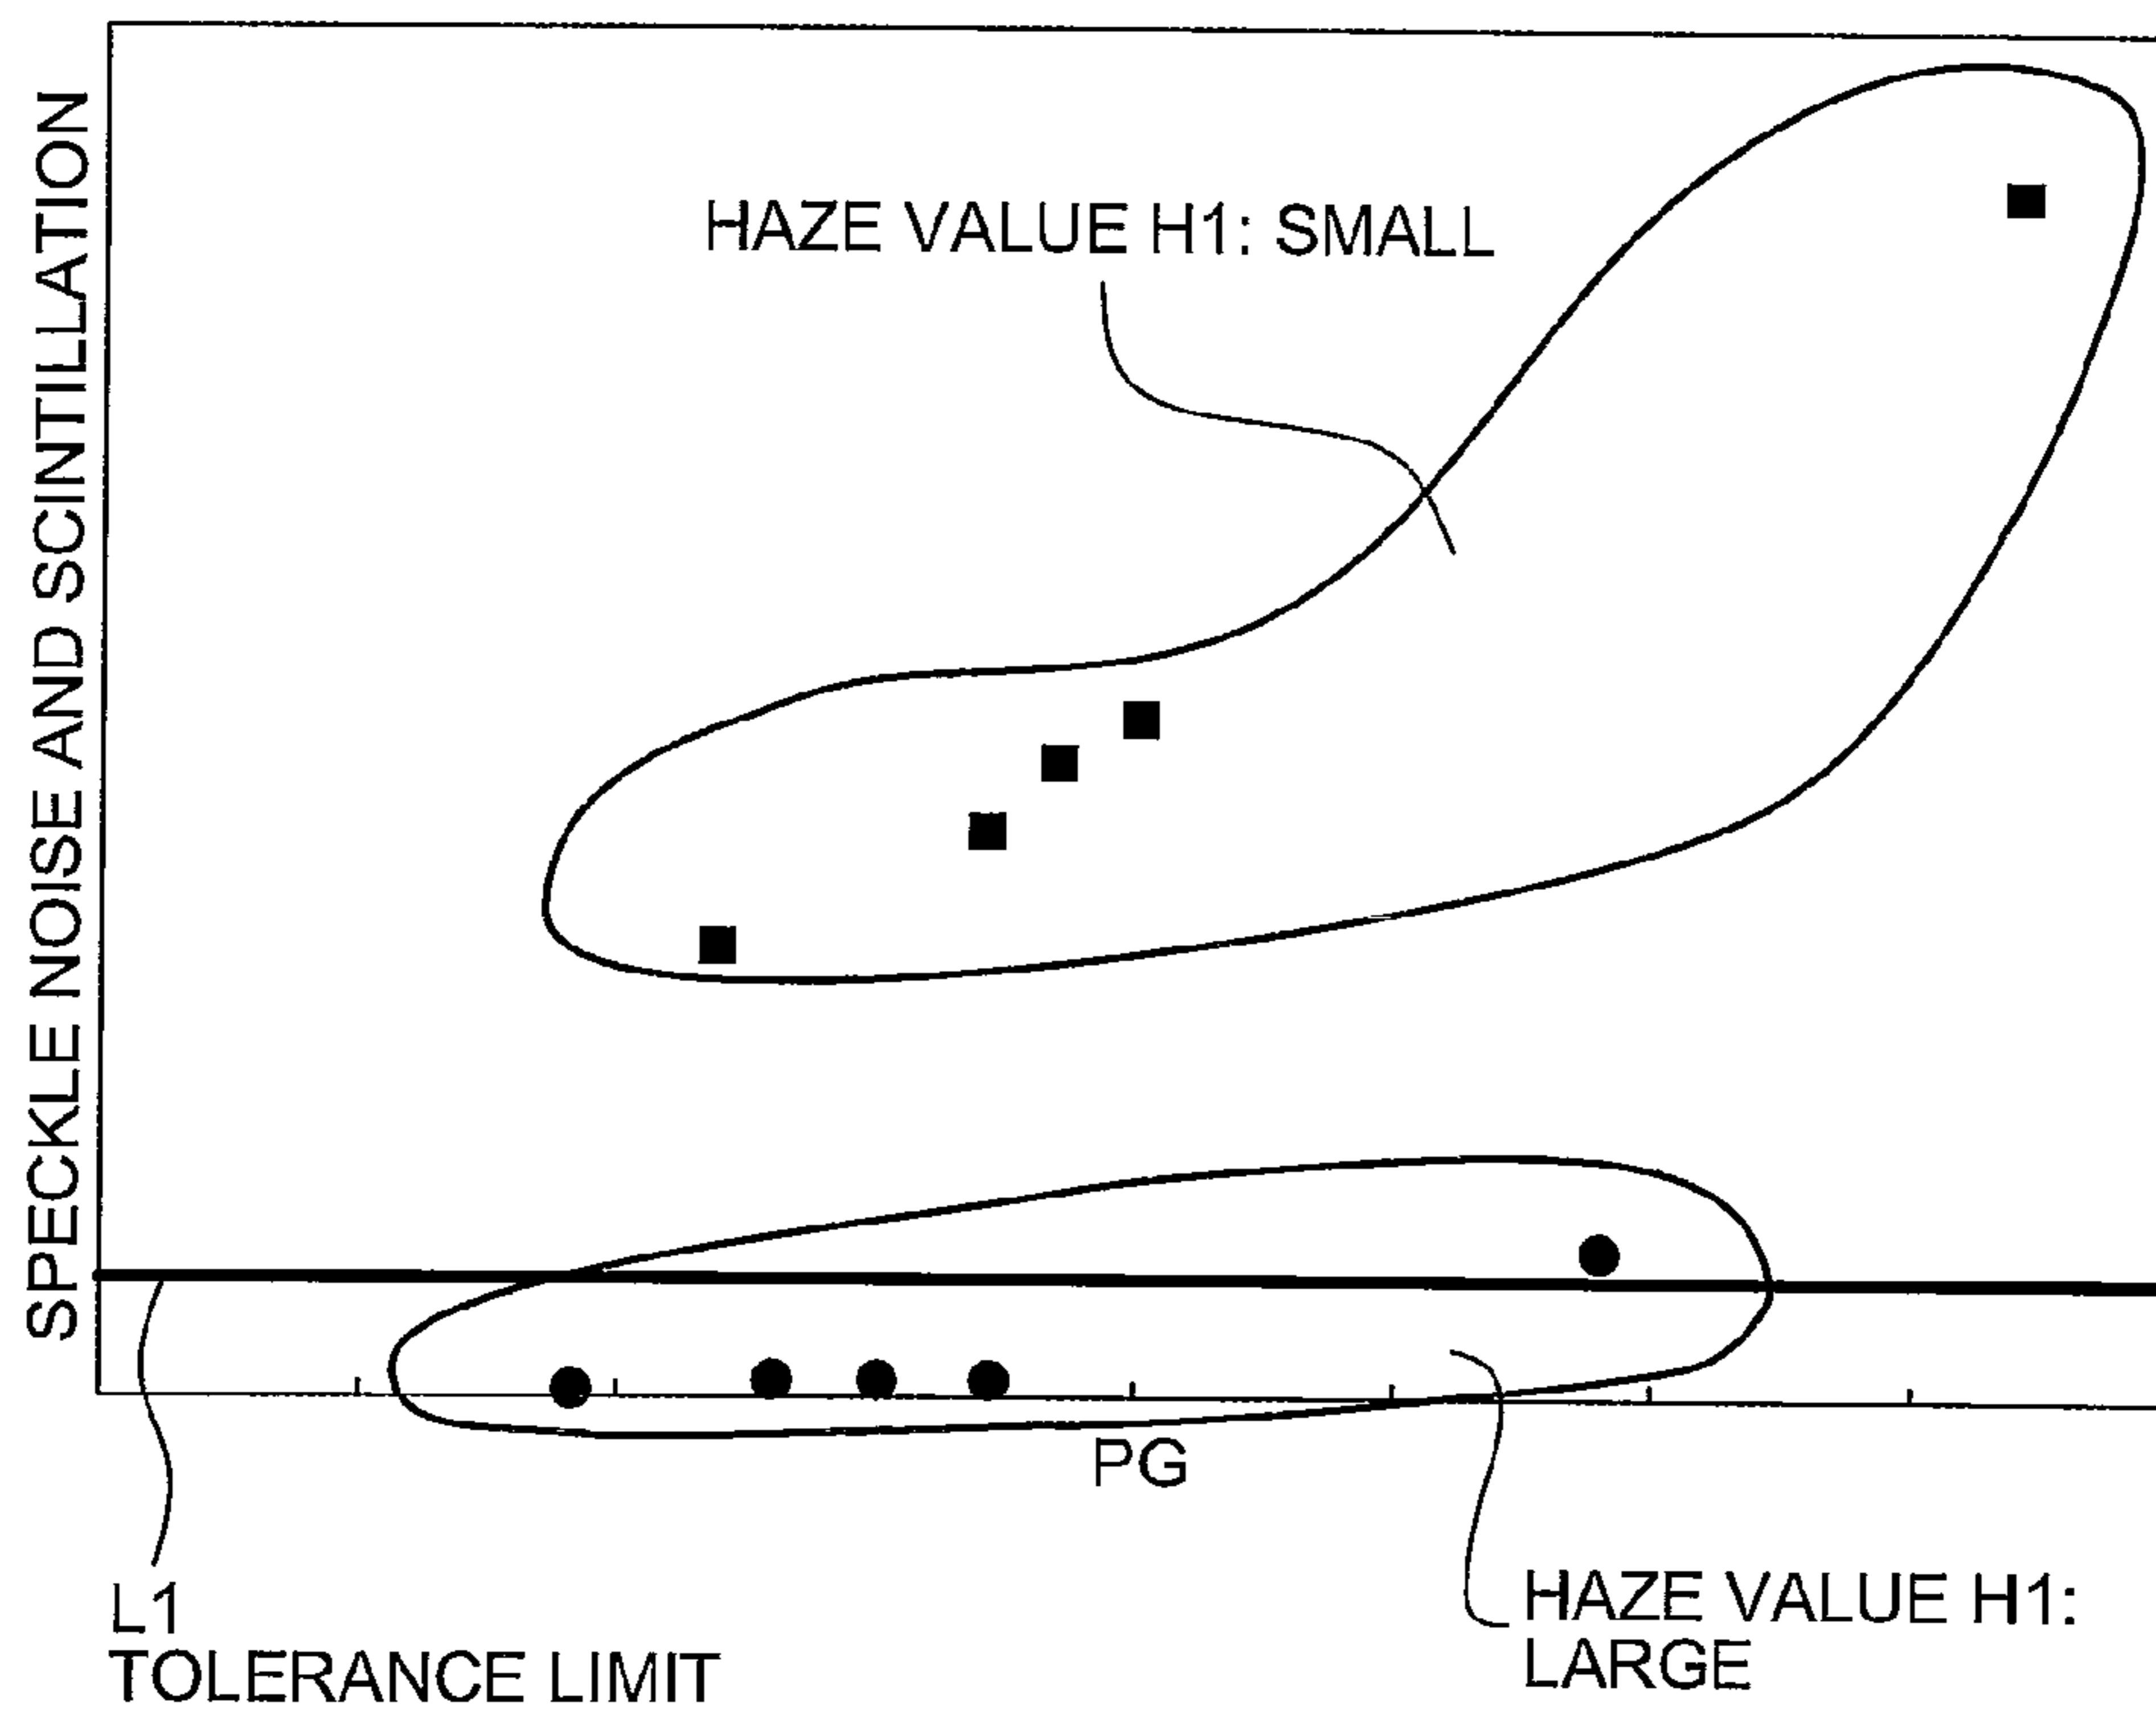 SPECKLE NOISE AND SCINTILLATION
HAZE VALUE H1: SMALL
PG
L1
TOLERANCE LIMIT
HAZE VALUE H1:
LARGE